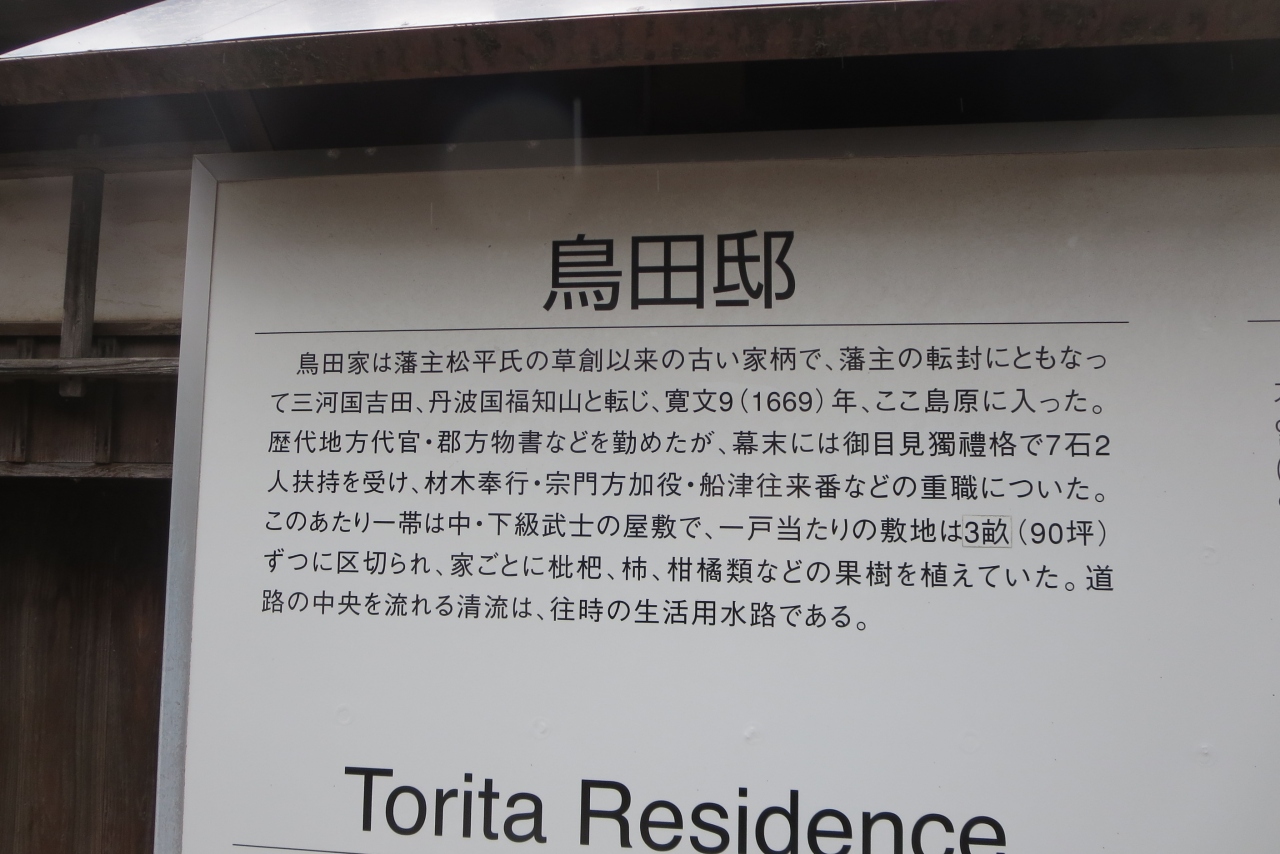 鳥田邸
鳥田家は藩主松平氏の草創以来の古い家柄で、藩主の転封にともなっ
て三河国吉田、丹波国福知山と転じ、寛文9(1669)年、ここ島原に入った。
歴代地方代官・郡方物書などを勤めたが、幕末には御目見獨禮格で7石2
人扶持を受け、材木奉行・宗門方加役・船津往来番などの重職についた。
このあたり一帯は中・下級武士の屋敷で、一戸当たりの敷地は3畝(90坪)
ずつに区切られ、家ごとに枇杷、柿、柑橘類などの果樹を植えていた。道
路の中央を流れる清流は、往時の生活用水路である。
Torita Residence